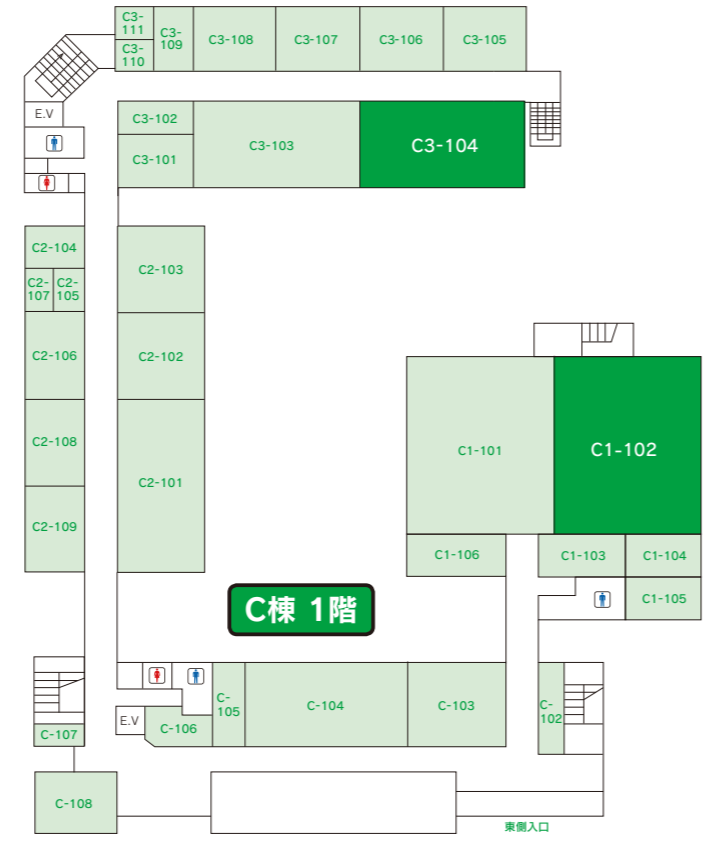 C3-
111
C3-
110
C3-
109
C3-108
C3-107
C3-106
C3-105
E.V
C3-102
C3-101
C3-103
C3-104
C2-104
C2-
107
C2-
105
C2-103
C2-106
C2-102
C2-108
C2-101
C2-109
C1-101
C1-102
C1-106
C1-103
C1-104
C1-105
C棟 1階
C-107
E.V
C-106
C-
105
C-104
C-103
C-
102
C-108
東側入口